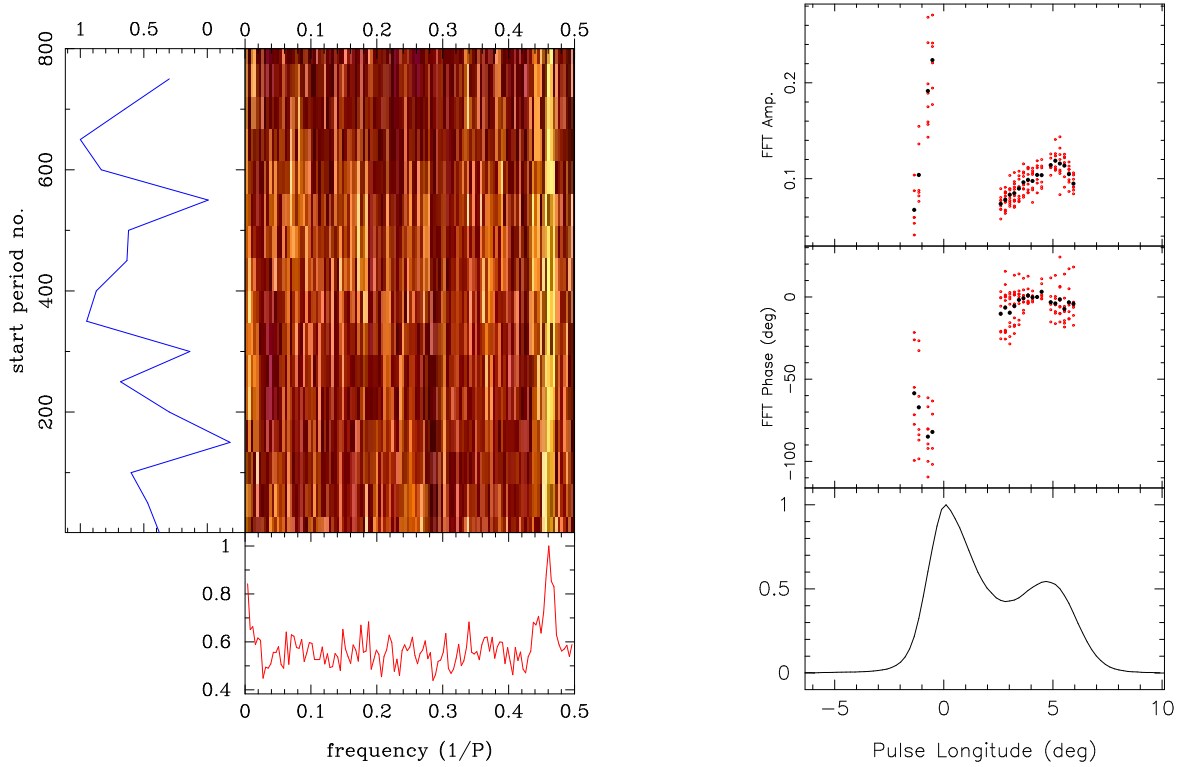 1 0.5 0
0 0.1 0.2 0.3 0.4 0.5
start period no.
800
600
400
200
1
0.8
0.6
0.4
0 0.1 0.2 0.3 0.4 0.5
frequency (1/P)
FFT Amp.
0.2
0.1
FFT Phase (deg)
0
−50
−100
1
0.5
0
−5 0 5 10
Pulse Longitude (deg)